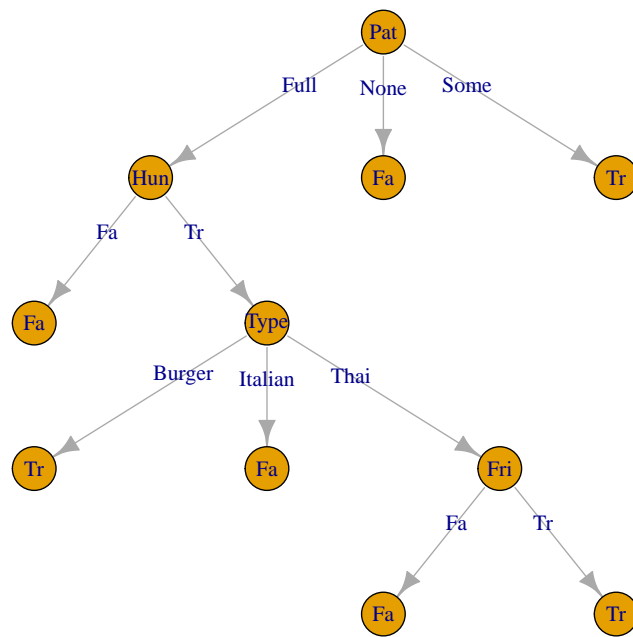 Pat
Full None Some
Hun Fa Tr
Fa Tr
Fa Type
Burger Italian Thai
Tr Fa Fri
Fa Tr
Fa Tr